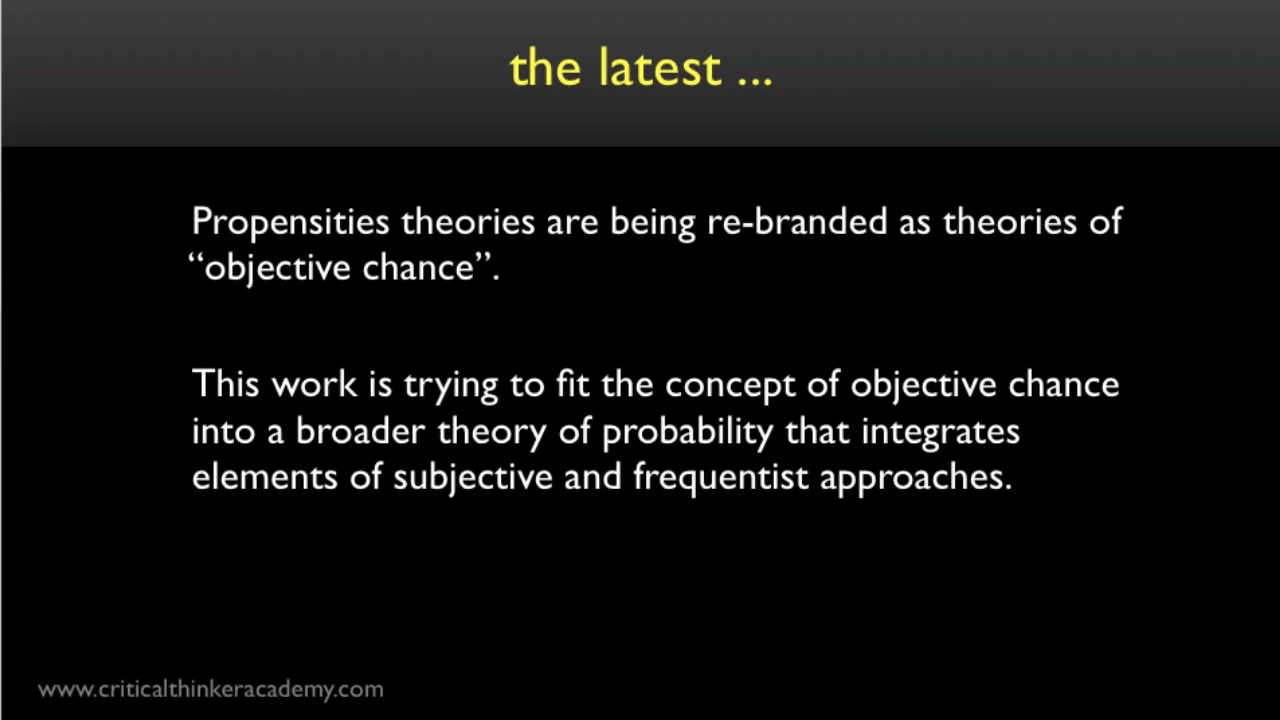 the latest ...
Propensities theories are being re-branded as theories of
“objective chance”.
This work is trying to fit the concept of objective chance
into a broader theory of probability that integrates
elements of subjective and frequentist approaches.
www.criticalthinkeracademy.com